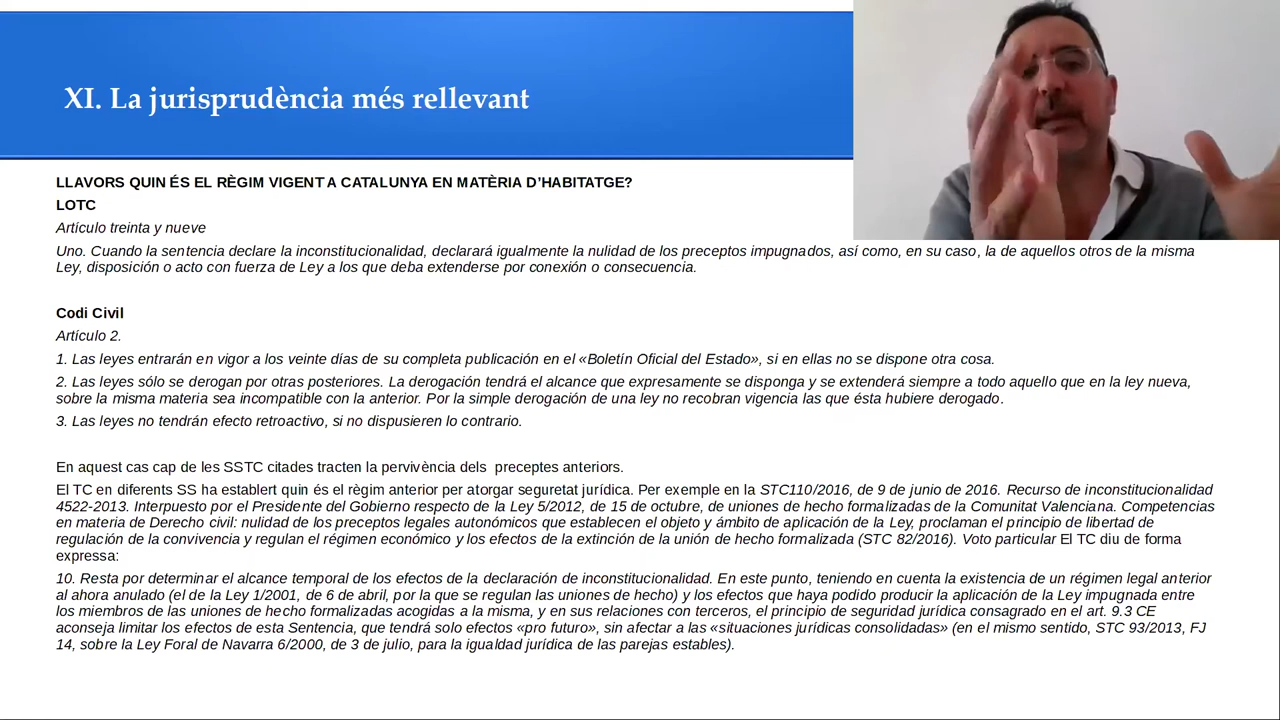 XI. La jurisprudència més rellevant
LLAVORS QUIN ÉS EL RÈGIM VIGENT A CATALUNYA EN MATÈRIA D’HABITATGE?
LOTC
Artículo treinta y nueve
Uno. Cuando la sentencia declare la inconstitucionalidad, declarará igualmente la nulidad de los preceptos impugnados, así como, en su caso, la de aquellos otros de la misma
Ley, disposición o acto con fuerza de Ley a los que deba extenderse por conexión o consecuencia.
Codi Civil
Artículo 2.
1. Las leyes entrarán en vigor a los veinte días de su completa publicación en el «Boletín Oficial del Estado», si en ellas no se dispone otra cosa.
2. Las leyes sólo se derogan por otras posteriores. La derogación tendrá el alcance que expresamente se disponga y se extenderá siempre a todo aquello que en la ley nueva,
sobre la misma materia sea incompatible con la anterior. Por la simple derogación de una ley no recobran vigencia las que ésta hubiere derogado.
3. Las leyes no tendrán efecto retroactivo, si no dispusieren lo contrario.
En aquest cas cap de les SSTC citades tracten la pervivència dels preceptes anteriors.
El TC en diferents SS ha establert quin és el règim anterior per atorgar seguretat jurídica. Per exemple en la STC110/2016, de 9 de junio de 2016. Recurso de inconstitucionalidad
4522-2013. Interpuesto por el Presidente del Gobierno respecto de la Ley 5/2012, de 15 de octubre, de uniones de hecho formalizadas de la Comunitat Valenciana. Competencias
en materia de Derecho civil: nulidad de los preceptos legales autonómicos que establecen el objeto y ámbito de aplicación de la Ley, proclaman el principio de libertad de
regulación de la convivencia y regulan el régimen económico y los efectos de la extinción de la unión de hecho formalizada (STC 82/2016). Voto particular El TC diu de forma
expressa:
10. Resta por determinar el alcance temporal de los efectos de la declaración de inconstitucionalidad. En este punto, teniendo en cuenta la existencia de un régimen legal anterior
al ahora anulado (el de la Ley 1/2001, de 6 de abril, por la que se regulan las uniones de hecho) y los efectos que haya podido producir la aplicación de la Ley impugnada entre
los miembros de las uniones de hecho formalizadas acogidas a la misma, y en sus relaciones con terceros, el principio de seguridad jurídica consagrado en el art. 9.3 CE
aconseja limitar los efectos de esta Sentencia, que tendrá solo efectos «pro futuro», sin afectar a las «situaciones jurídicas consolidadas» (en el mismo sentido, STC 93/2013, FJ
14, sobre la Ley Foral de Navarra 6/2000, de 3 de julio, para la igualdad jurídica de las parejas estables).